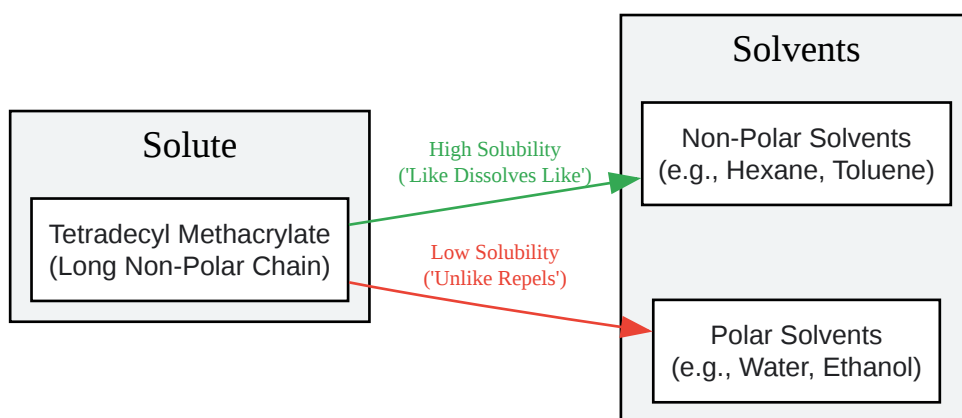 Solvents
Solute
High Solubility
('Like Dissolves Like')
Non-Polar Solvents
(e.g., Hexane, Toluene)
Tetradecyl Methacrylate
(Long Non-Polar Chain)
Low Solubility
('Unlike Repels')
Polar Solvents
(e.g., Water, Ethanol)